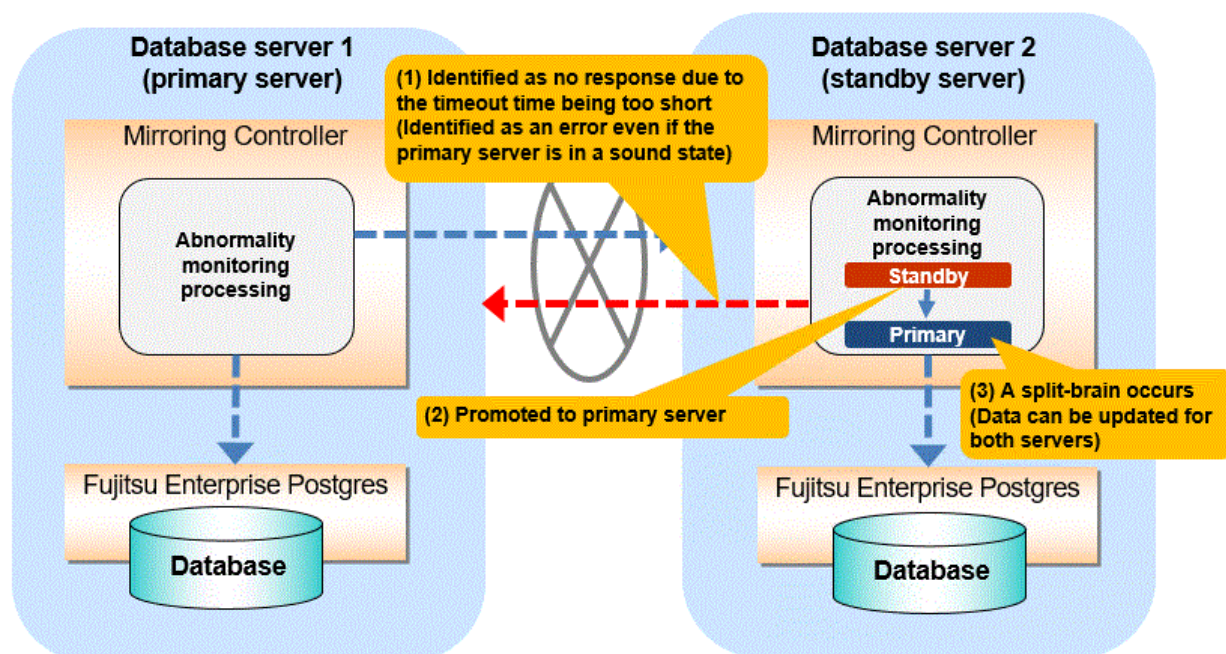 Database server 1
(primary server)
Mirroring Controller
Abnormality
monitoring
processing
Fujitsu Enterprise Postgres
Database
(1) Identified as no response due to
the timeout time being too short
(Identified as an error even if the
primary server is in a sound state)
(2) Promoted to primary server
Database server 2
(standby server)
Mirroring Controller
Abnormality
monitoring
processing
Standby
Primary
(3) A split-brain occurs
(Data can be updated for
both servers)
Fujitsu Enterprise Postgres
Database